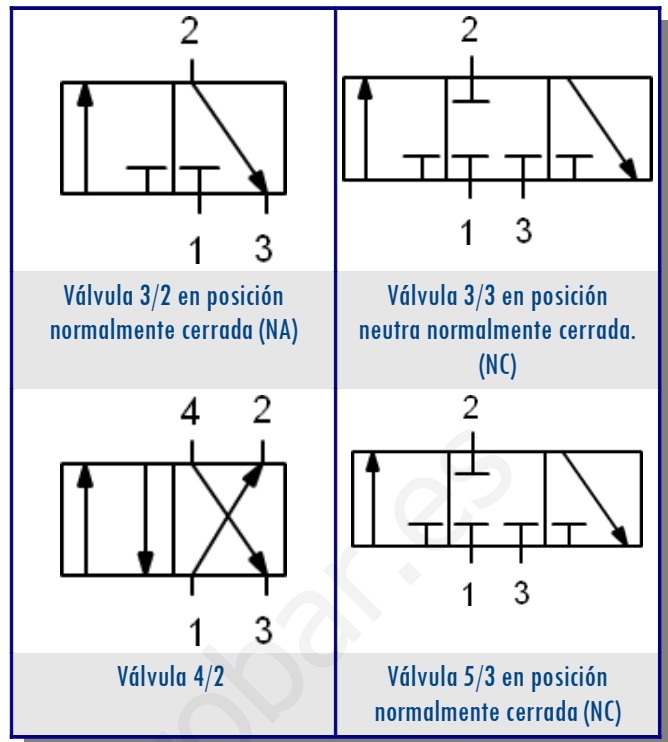 2
1 3
Válvula 3/2 en posición
normalmente cerrada (NA)
2
1 3
Válvula 3/3 en posición
neutra normalmente cerrada.
(NC)
4 2
1 3
Válvula 4/2
2
1 3
Válvula 5/3 en posición
normalmente cerrada (NC)
obar.es